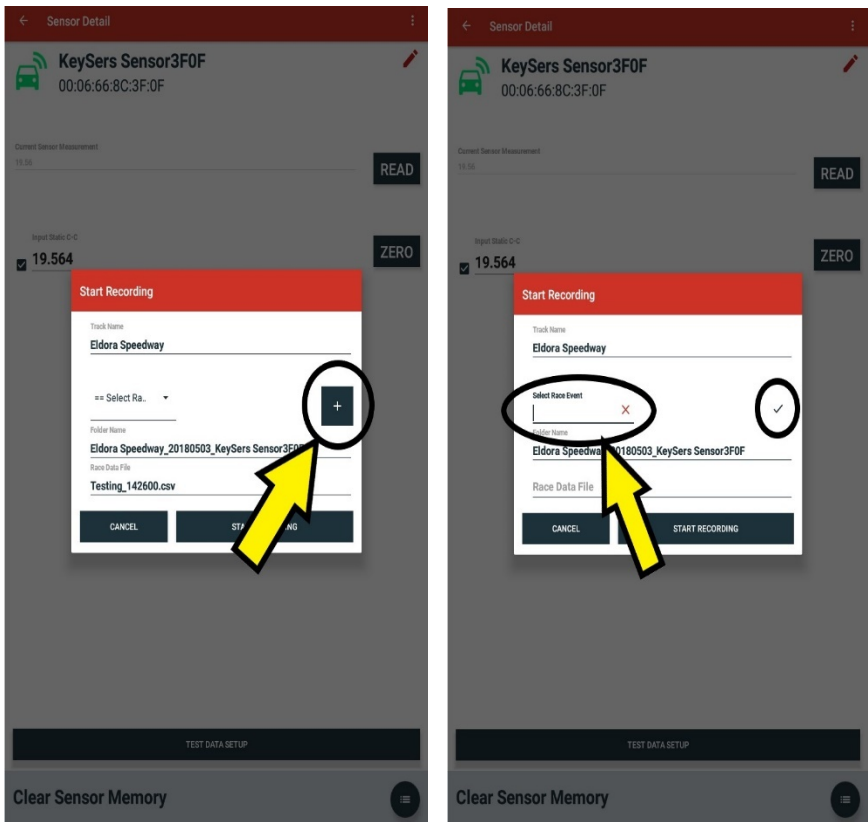 Sensor Detail
KeySers Sensor3F0F
00:06:66:8C:3F:0F
Current Sensor Measurement
19.56
READ
Input Static C-C
19.564
ZERO
Start Recording
Track Name
Eldora Speedway
== Select Ra..
+
Folder Name
Eldora Speedway_20180503_KeySers Sensor3F0F
Race Data File
Testing_142600.csv
CANCEL
TEST DATA SETUP
Clear Sensor Memory
Sensor Detail
KeySers Sensor3F0F
00:06:66:8C:3F:0F
Current Sensor Measurement
19.56
READ
Input Static C-C
19.564
ZERO
Start Recording
Track Name
Eldora Speedway
Select Race Event
Folder Name
Eldora Speedway_20180503_KeySers Sensor3F0F
Race Data File
CANCEL START RECORDING
TEST DATA SETUP
Clear Sensor Memory